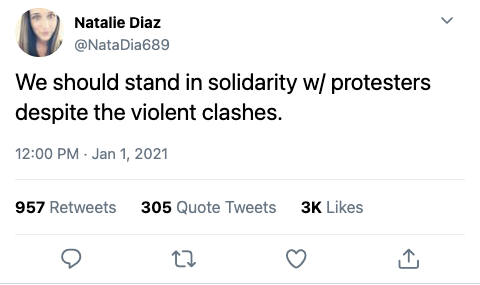 Natalie Diaz
@NataDia689
We should stand in solidarity w/ protesters
despite the violent clashes.
12:00 PM · Jan 1, 2021
957 Retweets 305 Quote Tweets 3K Likes